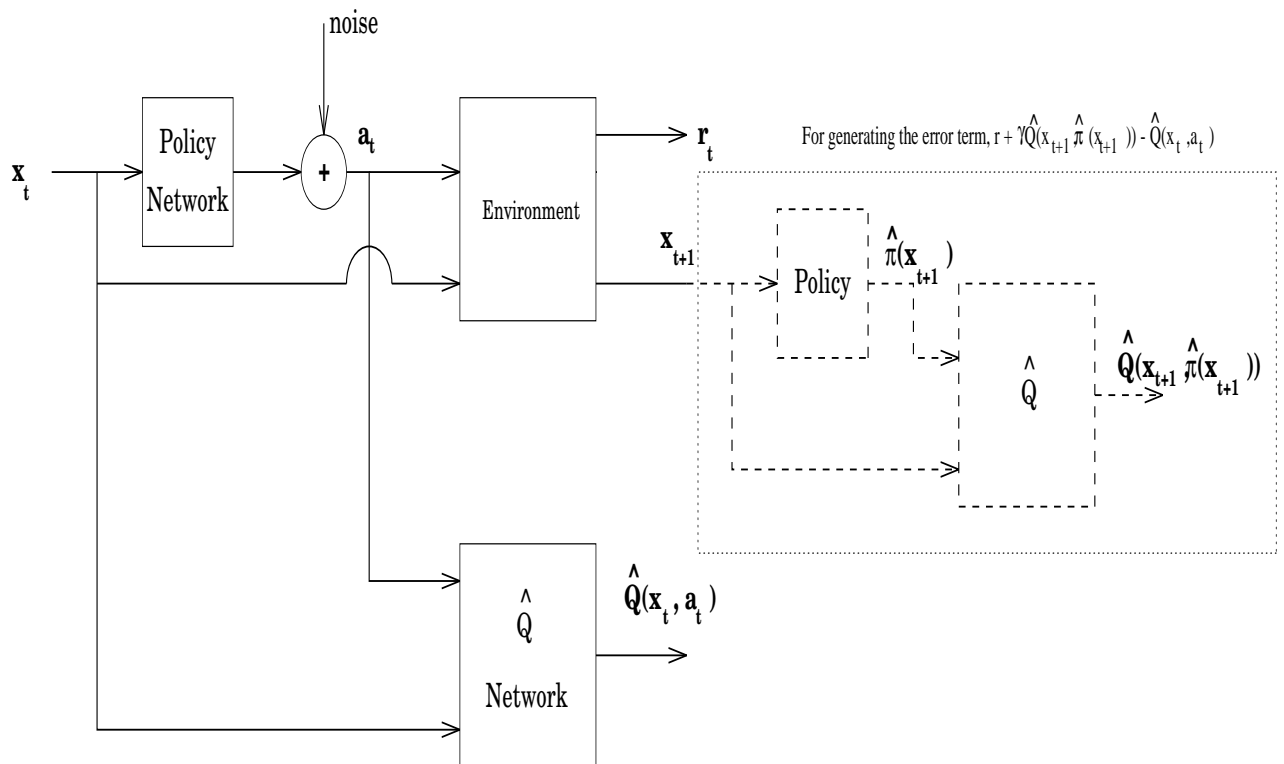 noise
Policy
Network
+
a_t
x_t
Environment
r_t
x_{t+1}
For generating the error term, r + γQ̂(x_{t+1}, π̂(x_{t+1})) - Q̂(x_t, a_t)
Policy
π̂(x_{t+1})
Q̂
Q̂(x_{t+1}, π̂(x_{t+1}))
Q̂
Network
Q̂(x_t, a_t)